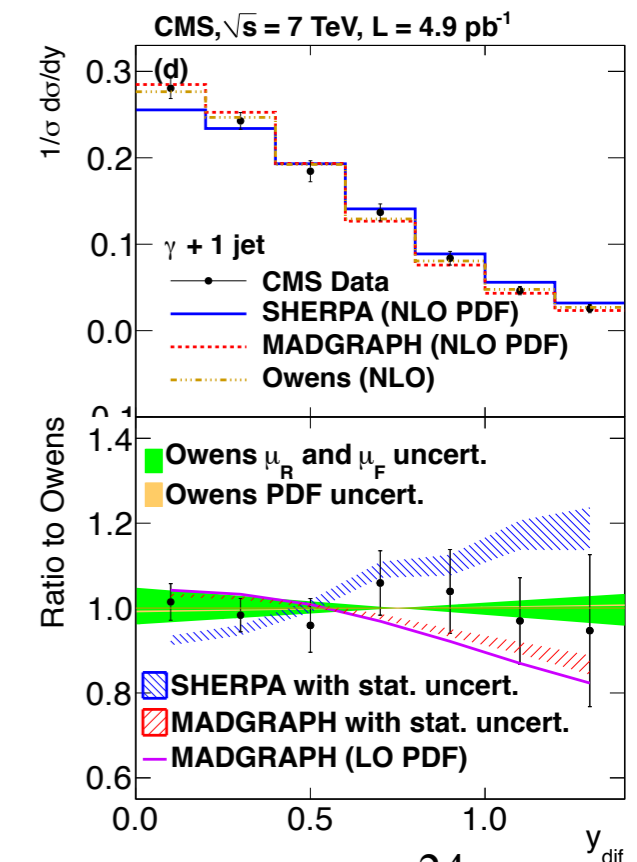 CMS, √s = 7 TeV, L = 4.9 pb-1
1/σ dσ/dy
0.3
(d)
0.2
0.1
0.0
γ + 1 jet
CMS Data
SHERPA (NLO PDF)
MADGRAPH (NLO PDF)
Owens (NLO)
Ratio to Owens
1.4
1.2
1.0
0.8
0.6
Owens μR and μF uncert.
Owens PDF uncert.
SHERPA with stat. uncert.
MADGRAPH with stat. uncert.
MADGRAPH (LO PDF)
0.0 0.5 1.0
ydif